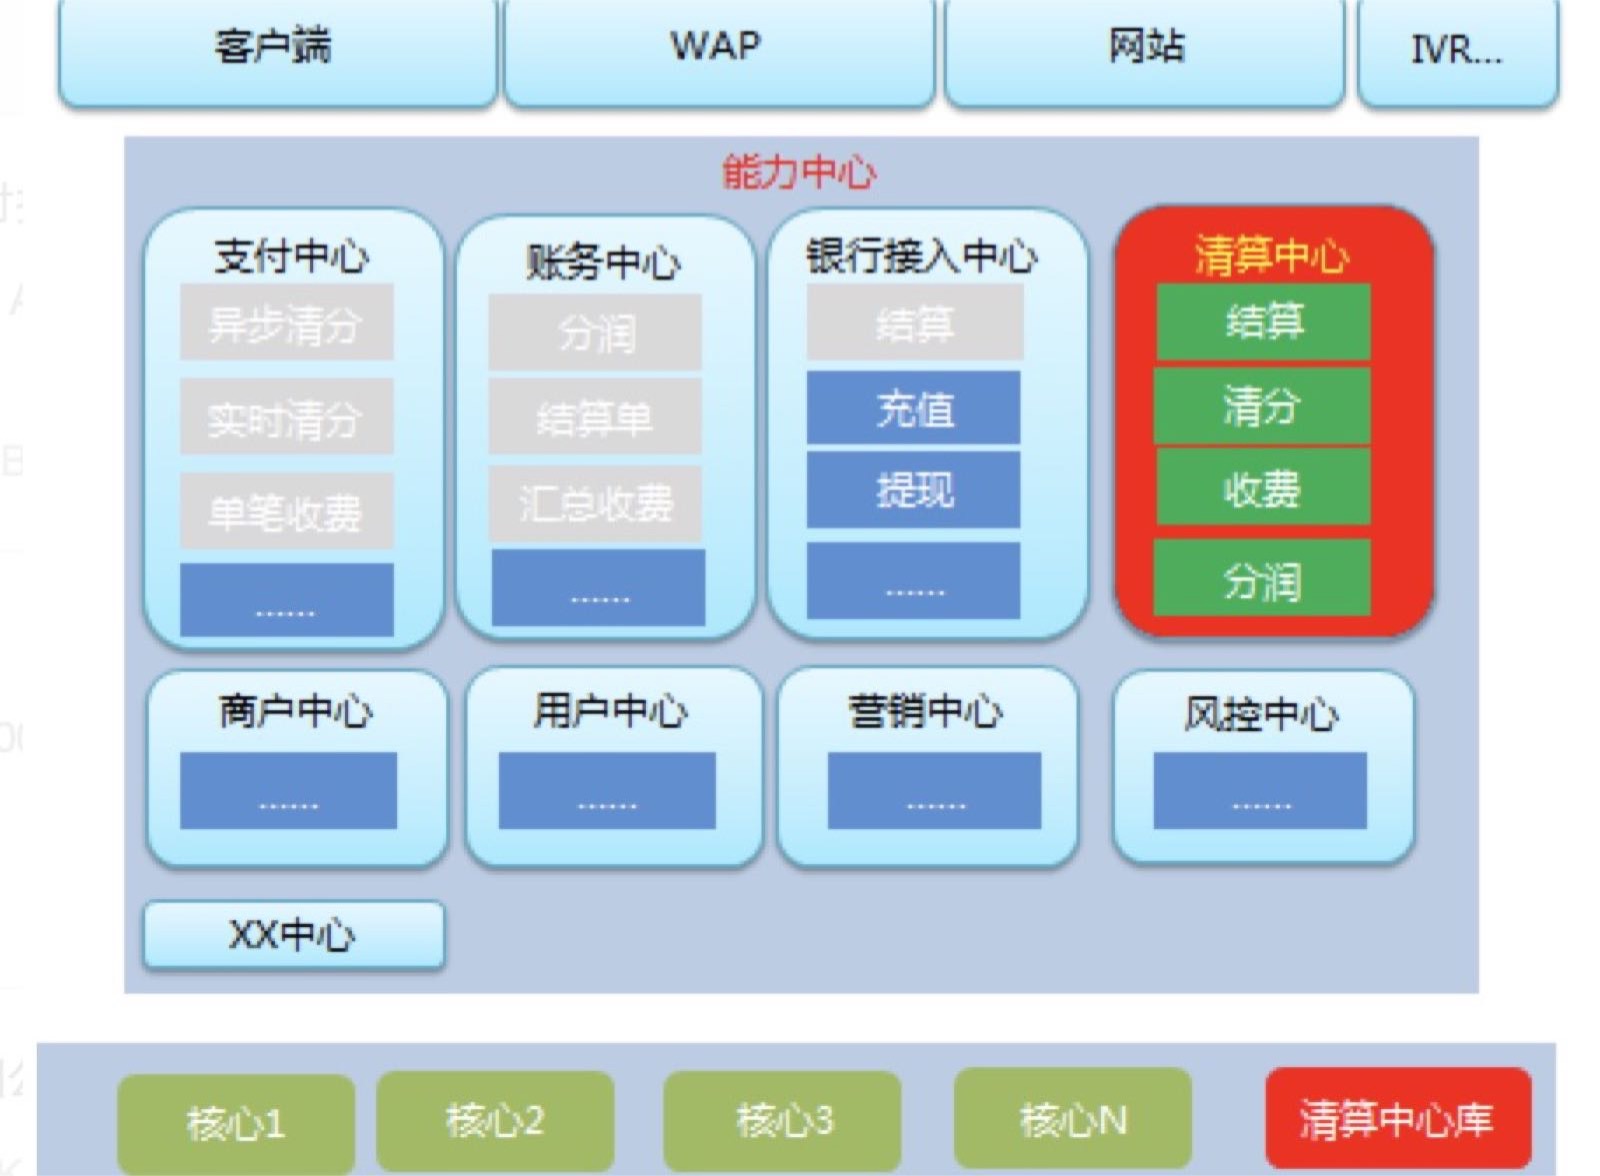 客户端
WAP
网站
IVR...
能力中心
支付中心
异步清分
实时清分
单笔收费
......
账务中心
分润
结算单
汇总收费
......
银行接入中心
结算
充值
提现
......
清算中心
结算
清分
收费
分润
商户中心
......
用户中心
......
营销中心
......
风控中心
......
XX中心
核心1
核心2
核心3
核心N
清算中心库